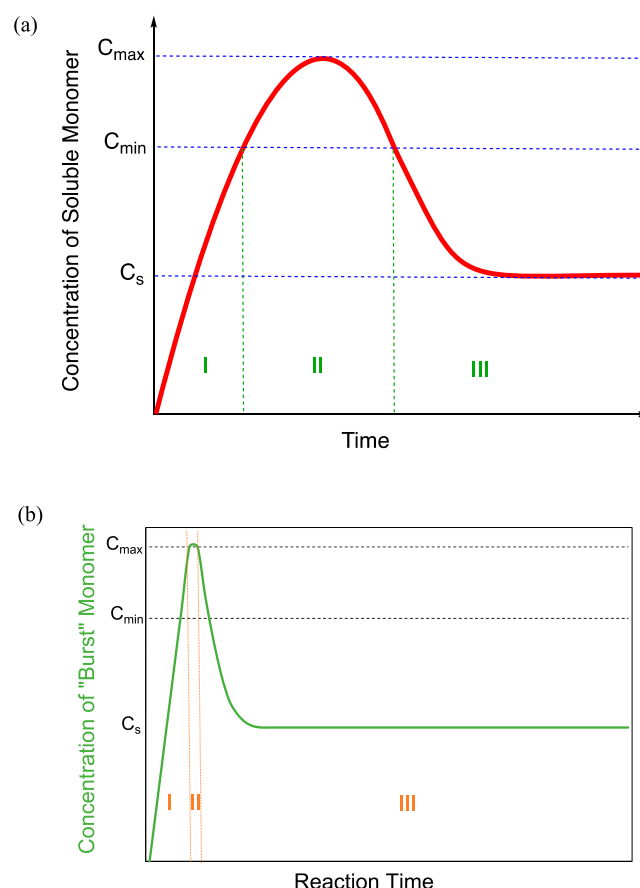 (a)
Concentration of Soluble Monomer
Cmax
Cmin
Cs
I
II
III
Time
(b)
Concentration of "Burst" Monomer
Cmax
Cmin
Cs
I
II
III
Reaction Time